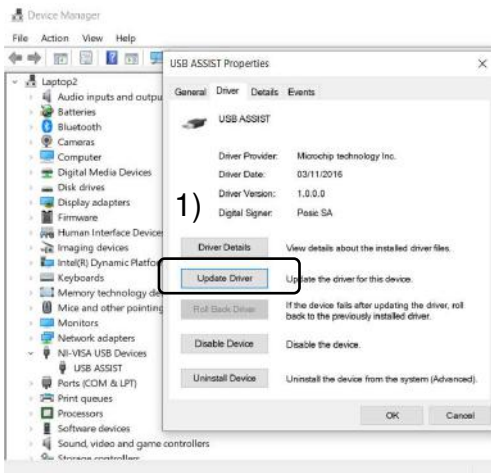 Device Manager
File Action View Help
USB ASSIST Properties
General Driver Details Events
USB ASSIST
Driver Provider: Microchip technology Inc.
Driver Date: 03/11/2016
Driver Version: 1.0.0.0
Digital Signer: Posic SA
1)
Driver Details View details about the installed driver files.
Update Driver Update the driver for this device.
Roll Back Driver If the device fails after updating the driver, roll
back to the previously installed driver.
Disable Device Disable the device.
Uninstall Device Uninstall the device from the system (Advanced).
OK Cancel
Laptop2
Audio inputs and outpu
Batteries
Bluetooth
Cameras
Computer
Digital Media Devices
Disk drives
Display adapters
Firmware
Human Interface Devices
Imaging devices
Intel(R) Dynamic Platfor
Keyboards
Memory technology de
Mice and other pointing
Monitors
Network adapters
NI-VISA USB Devices
USB ASSIST
Ports (COM & LPT)
Print queues
Processors
Software devices
Sound, video and game controllers
Storage controllers